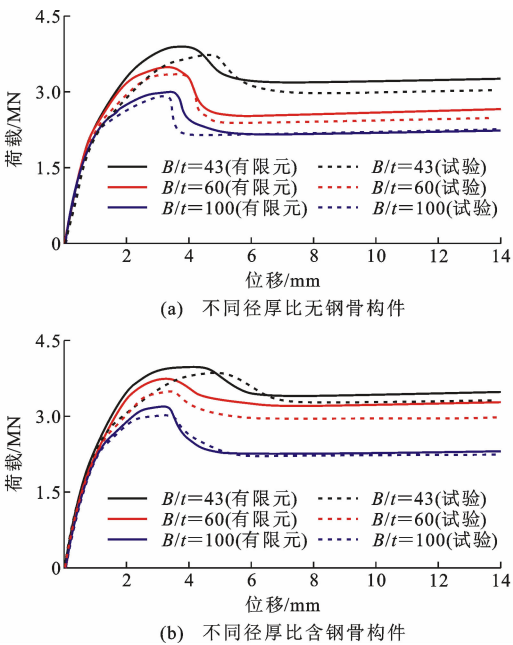 4.5
3.0
1.5
0
荷载/MN
B/t=43(有限元) B/t=43(试验)
B/t=60(有限元) B/t=60(试验)
B/t=100(有限元) B/t=100(试验)
2 4 6 8 10 12 14
位移/mm
(a) 不同径厚比无钢骨构件
4.5
3.0
1.5
0
荷载/MN
B/t=43(有限元) B/t=43(试验)
B/t=60(有限元) B/t=60(试验)
B/t=100(有限元) B/t=100(试验)
2 4 6 8 10 12 14
位移/mm
(b) 不同径厚比含钢骨构件